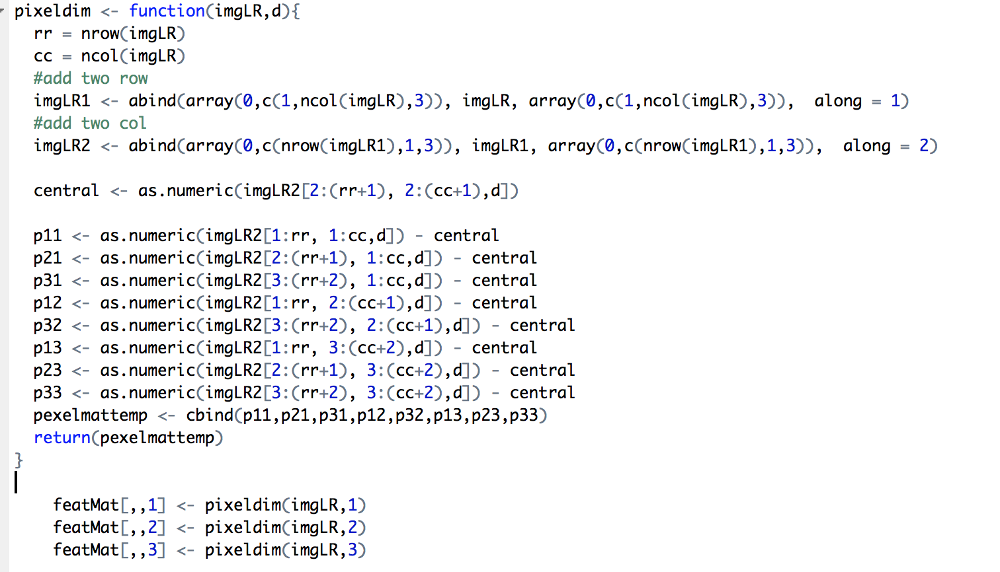 pixeldim <- function(imgLR,d){
  rr = nrow(imgLR)
  cc = ncol(imgLR)
  #add two row
  imgLR1 <- abind(array(0,c(1,ncol(imgLR),3)), imgLR, array(0,c(1,ncol(imgLR),3)),  along = 1)
  #add two col
  imgLR2 <- abind(array(0,c(nrow(imgLR1),1,3)), imgLR1, array(0,c(nrow(imgLR1),1,3)),  along = 2)
  central <- as.numeric(imgLR2[2:(rr+1), 2:(cc+1),d])
  p11 <- as.numeric(imgLR2[1:rr, 1:cc,d]) - central
  p21 <- as.numeric(imgLR2[2:(rr+1), 1:cc,d]) - central
  p31 <- as.numeric(imgLR2[3:(rr+2), 1:cc,d]) - central
  p12 <- as.numeric(imgLR2[1:rr, 2:(cc+1),d]) - central
  p32 <- as.numeric(imgLR2[3:(rr+2), 2:(cc+1),d]) - central
  p13 <- as.numeric(imgLR2[1:rr, 3:(cc+2),d]) - central
  p23 <- as.numeric(imgLR2[2:(rr+1), 3:(cc+2),d]) - central
  p33 <- as.numeric(imgLR2[3:(rr+2), 3:(cc+2),d]) - central
  pexelmattemp <- cbind(p11,p21,p31,p12,p32,p13,p23,p33)
  return(pexelmattemp)
}
    featMat[,,1] <- pixeldim(imgLR,1)
    featMat[,,2] <- pixeldim(imgLR,2)
    featMat[,,3] <- pixeldim(imgLR,3)